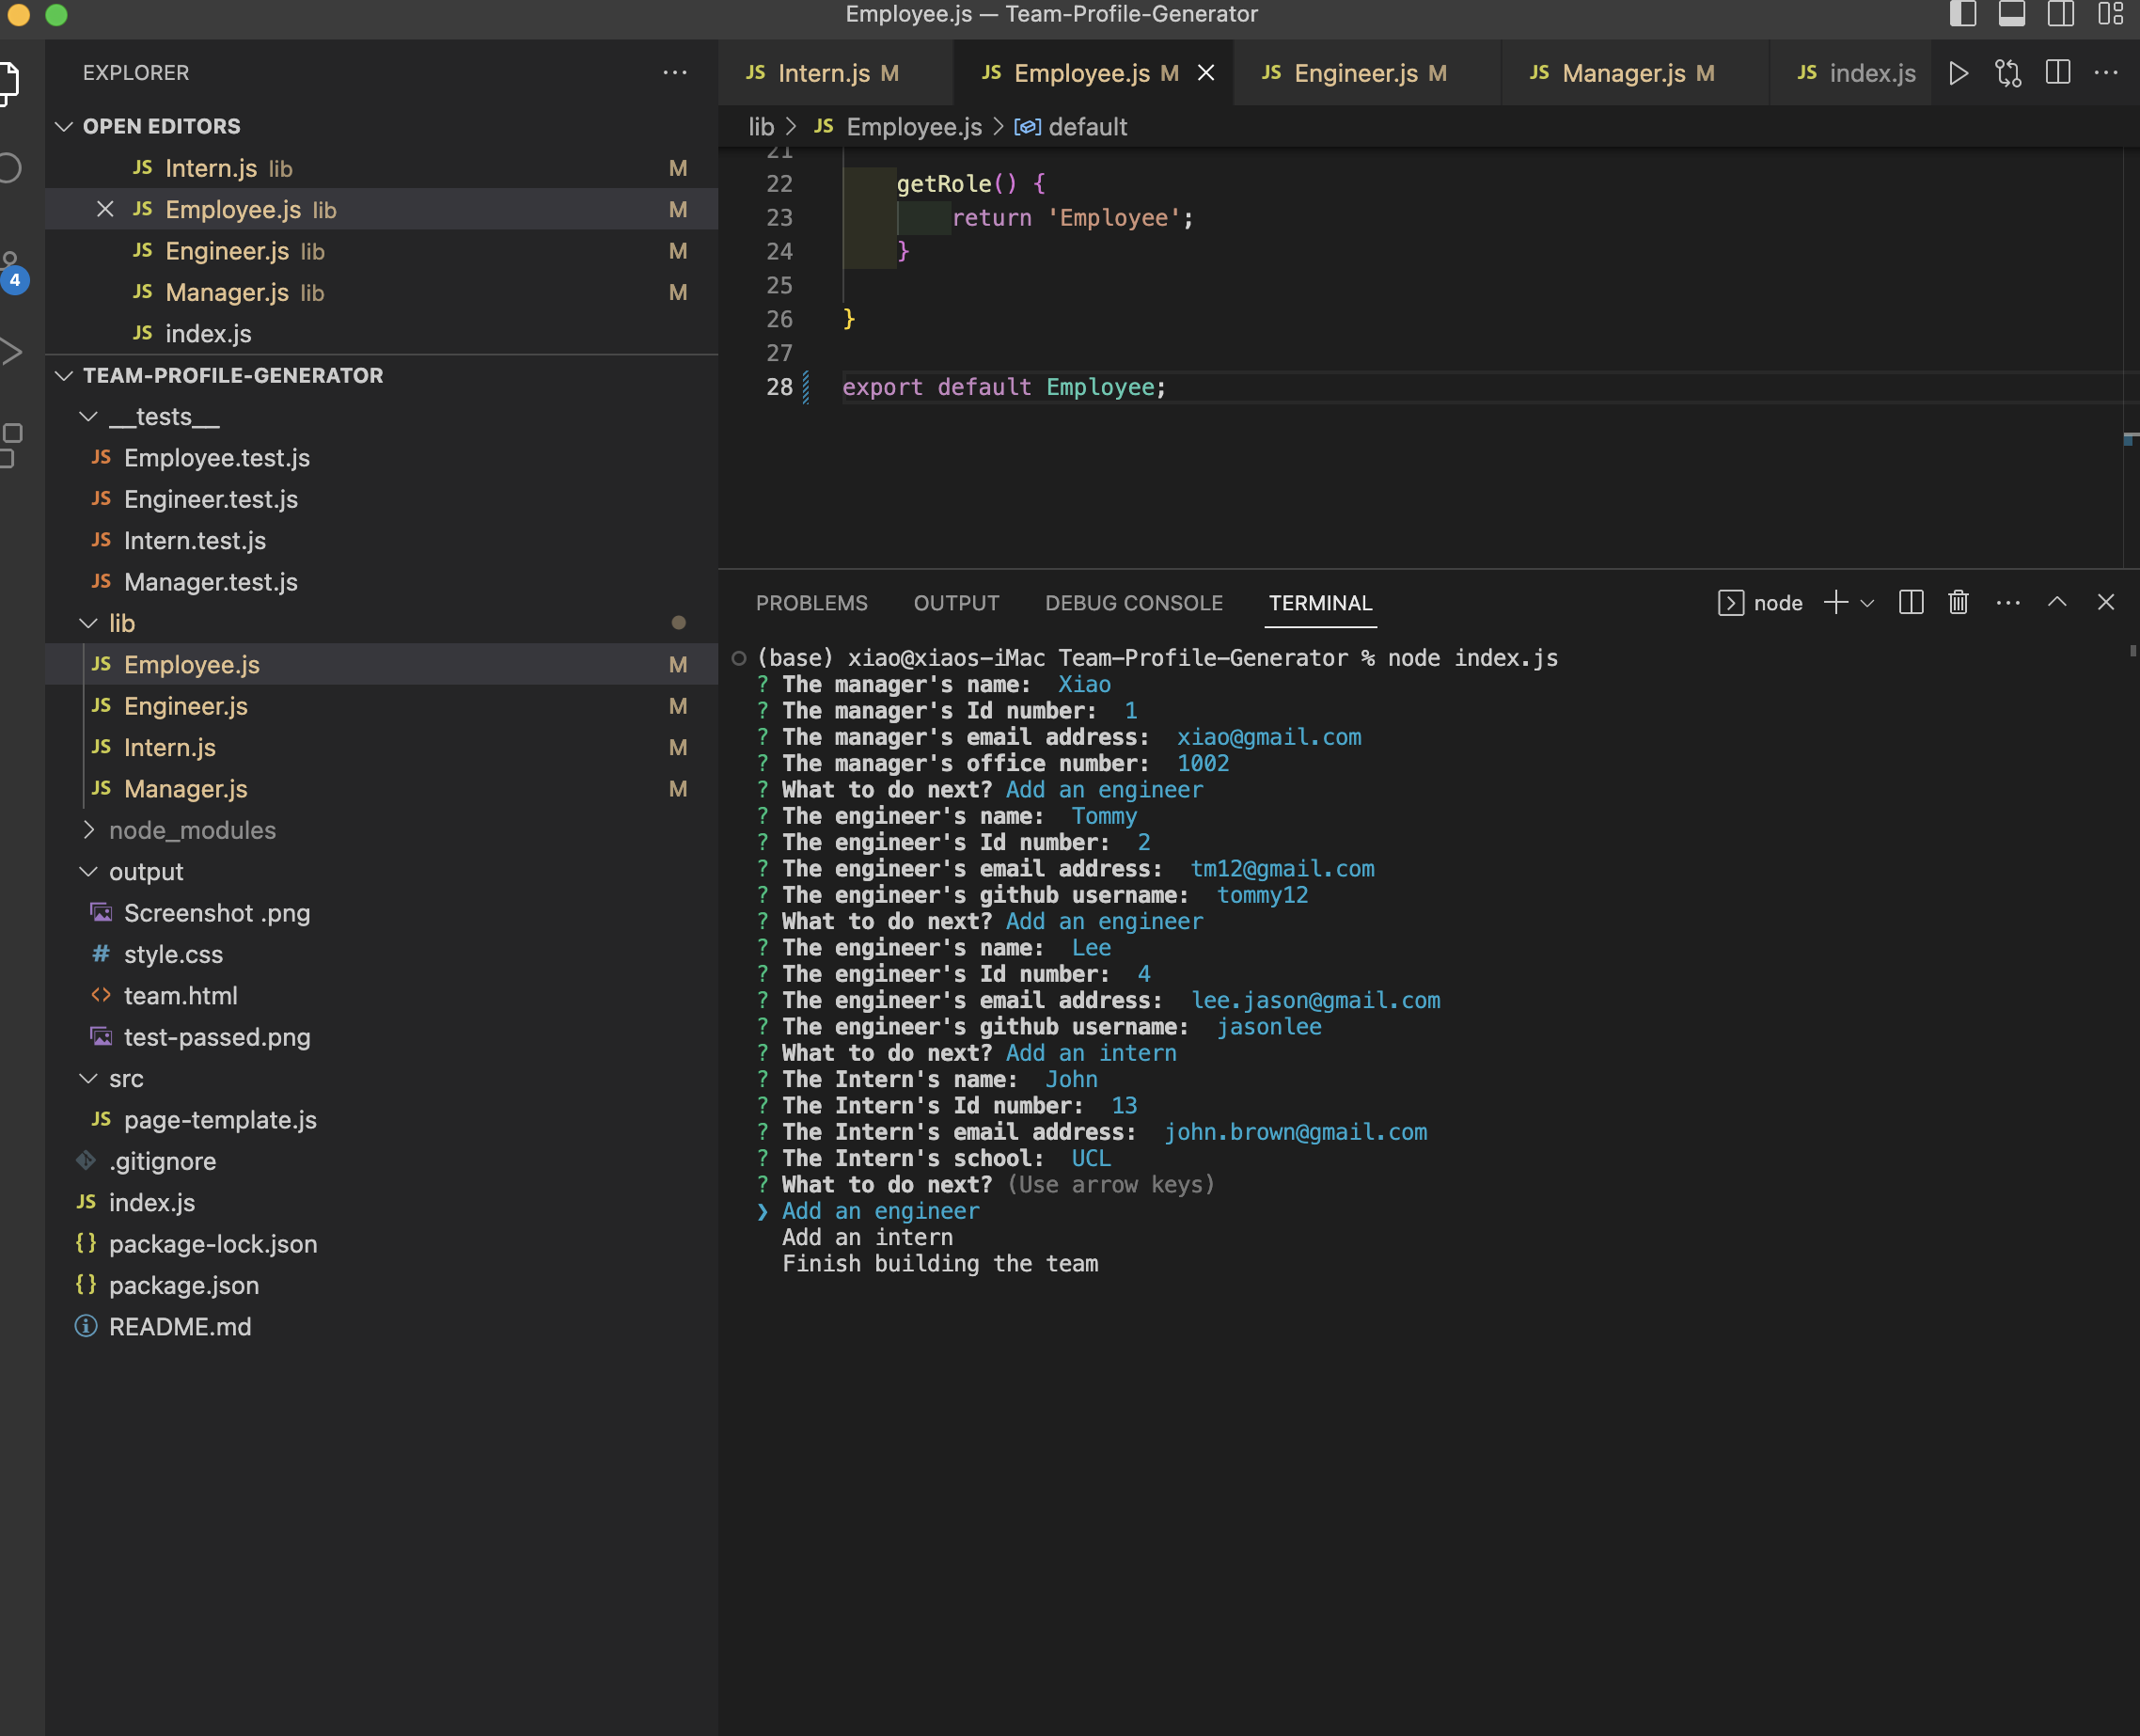 Employee.js — Team-Profile-Generator
EXPLORER
OPEN EDITORS
JS Intern.js lib M
JS Employee.js lib M
JS Engineer.js lib M
JS Manager.js lib M
JS index.js
4
TEAM-PROFILE-GENERATOR
__tests__
JS Employee.test.js
JS Engineer.test.js
JS Intern.test.js
JS Manager.test.js
lib
JS Employee.js M
JS Engineer.js M
JS Intern.js M
JS Manager.js M
node_modules
output
Screenshot .png
# style.css
<> team.html
test-passed.png
src
JS page-template.js
.gitignore
JS index.js
{} package-lock.json
{} package.json
README.md
JS Intern.js M JS Employee.js M JS Engineer.js M JS Manager.js M JS index.js
lib > JS Employee.js > default
21
22 getRole() {
23 return 'Employee';
24 }
25
26 }
27
28 export default Employee;
PROBLEMS OUTPUT DEBUG CONSOLE TERMINAL node
(base) xiao@xiaos-iMac Team-Profile-Generator % node index.js
? The manager's name: Xiao
? The manager's Id number: 1
? The manager's email address: xiao@gmail.com
? The manager's office number: 1002
? What to do next? Add an engineer
? The engineer's name: Tommy
? The engineer's Id number: 2
? The engineer's email address: tm12@gmail.com
? The engineer's github username: tommy12
? What to do next? Add an engineer
? The engineer's name: Lee
? The engineer's Id number: 4
? The engineer's email address: lee.jason@gmail.com
? The engineer's github username: jasonlee
? What to do next? Add an intern
? The Intern's name: John
? The Intern's Id number: 13
? The Intern's email address: john.brown@gmail.com
? The Intern's school: UCL
? What to do next? (Use arrow keys)
❯ Add an engineer
Add an intern
Finish building the team